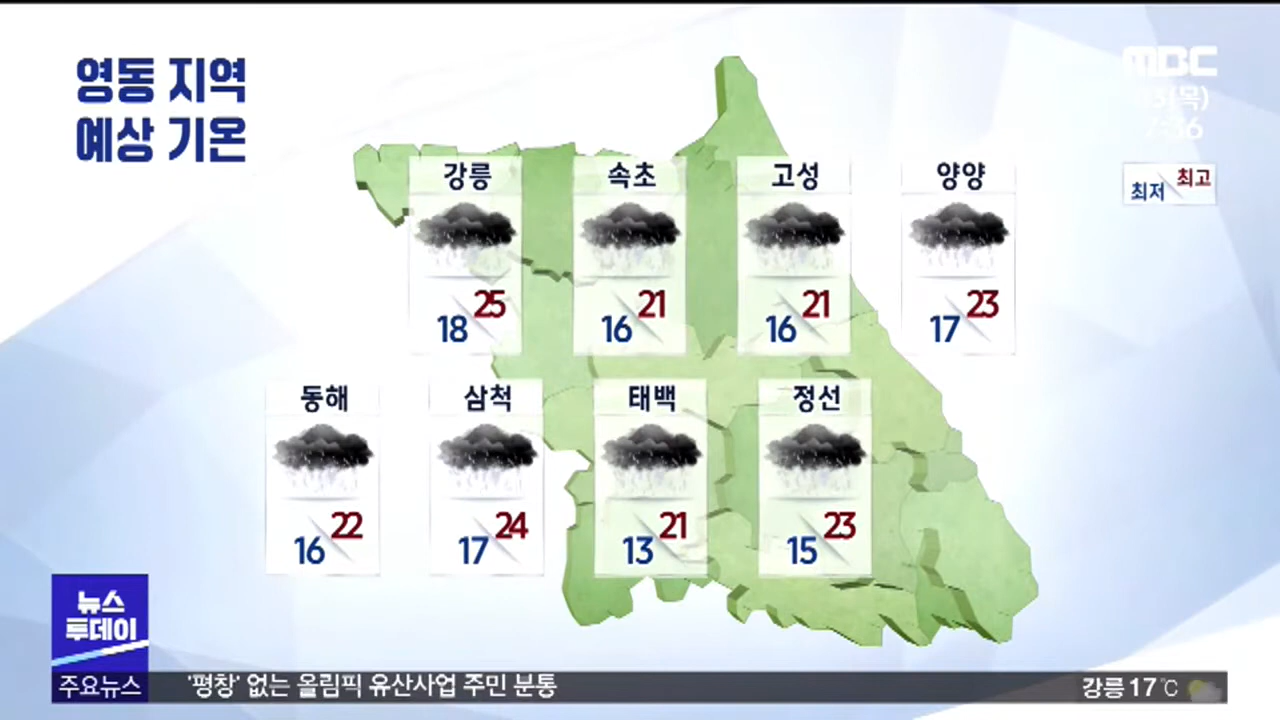 영동 지역
예상 기온
MBC
최저 최고
강릉 속초 고성 양양
18 25 16 21 16 21 17 23
동해 삼척 태백 정선
16 22 17 24 13 21 15 23
뉴스
투데이
주요뉴스 '평창' 없는 올림픽 유산사업 주민 분통 강릉 17℃